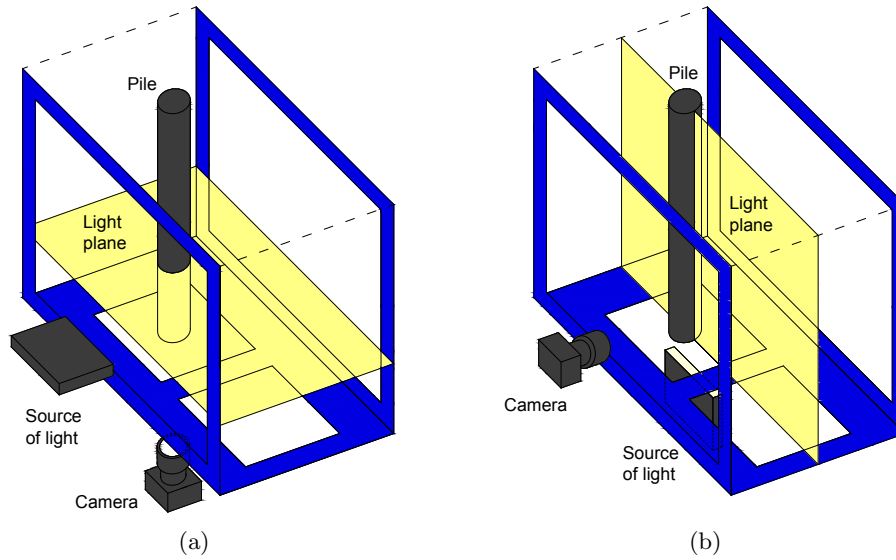 Pile
Light
plane
Source
of light
Camera
(a)
Pile
Light
plane
Camera
Source
of light
(b)